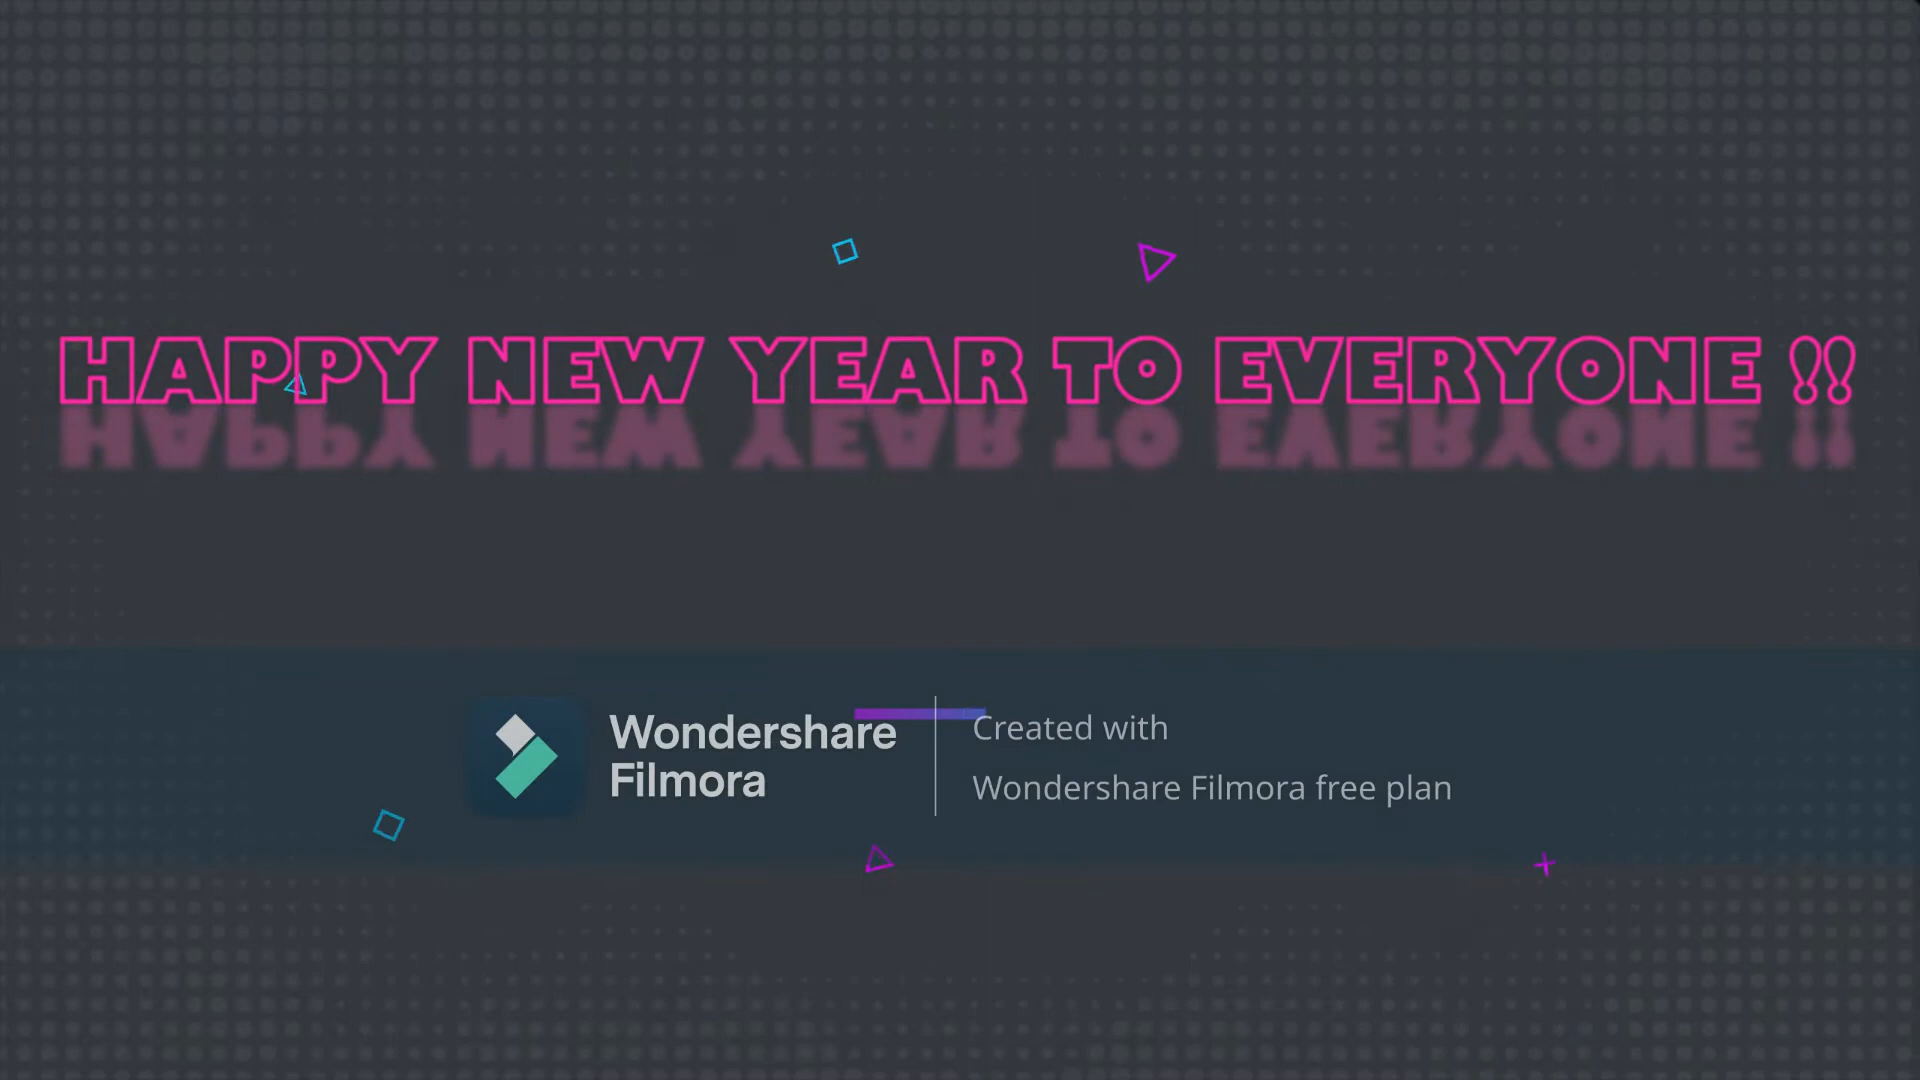 HAPPY NEW YEAR TO EVERYONE !!
Wondershare
Filmora
Created with
Wondershare Filmora free plan